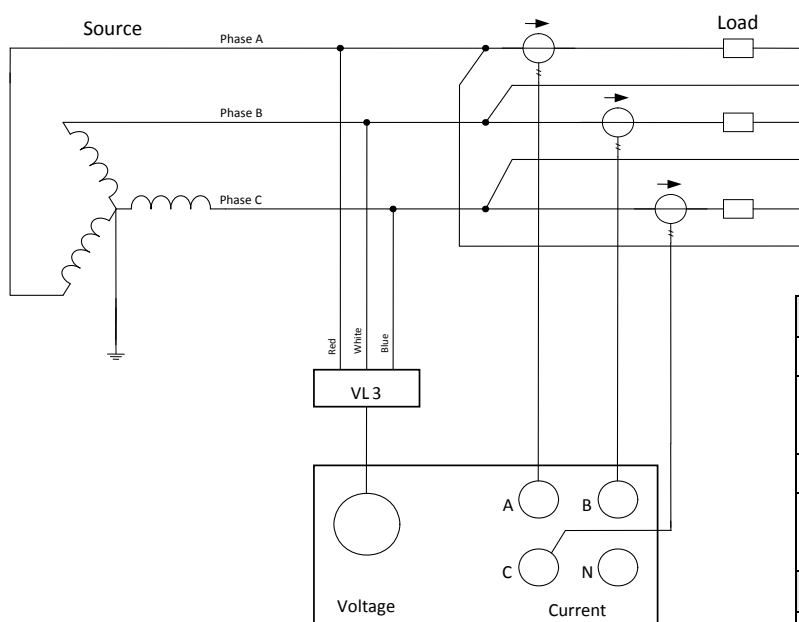 Source
Load
Phase A
Phase B
Phase C
Red
White
Blue
VL 3
A
B
C
N
Voltage
Current